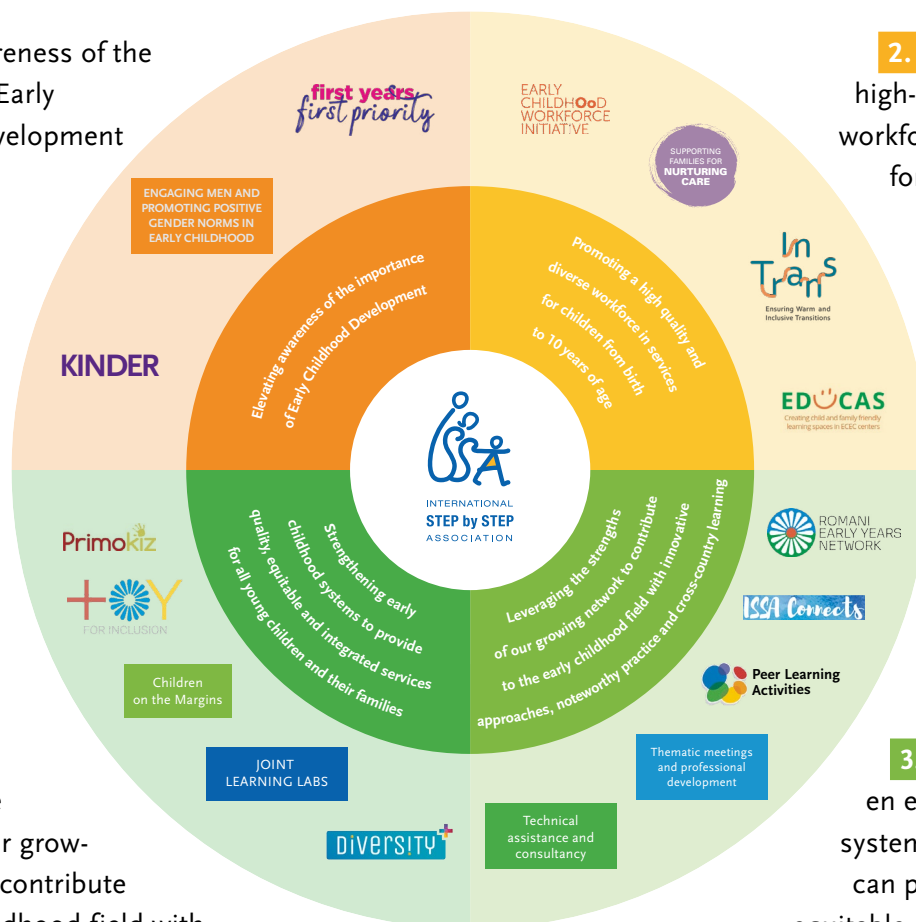 reness of the
Early
velopment
2.
high-
workfo
fo
first years
first priority
EARLY
CHILDHOOD
WORKFORCE
INITIATIVE
SUPPORTING
FAMILIES FOR
NURTURING
CARE
ENGAGING MEN AND
PROMOTING POSITIVE
GENDER NORMS IN
EARLY CHILDHOOD
In
Trans
Ensuring Warm and
Inclusive Transitions
KINDER
EDUCAS
Creating child and family friendly
learning spaces in ECEC centers
Elevating awareness of the importance
of Early Childhood Development
Promoting a high quality and
diverse workforce in services
for children from birth
to 10 years of age
ISSA
INTERNATIONAL
STEP by STEP
ASSOCIATION
Strengthening early
childhood systems to provide
quality, equitable and integrated services
for all young children and their families
Leveraging the strengths
of our growing network to contribute
to the early childhood field with innovative
approaches, noteworthy practice and cross-country learning
Primokiz
TOY
FOR INCLUSION
Children
on the Margins
JOINT
LEARNING LABS
DIVERSITY+
ROMANI
EARLY YEARS
NETWORK
ISSA Connects
Peer Learning
Activities
Thematic meetings
and professional
development
Technical
assistance and
consultancy
e
r grow-
contribute
dhood field with
3.
en e
system
can p
equitable